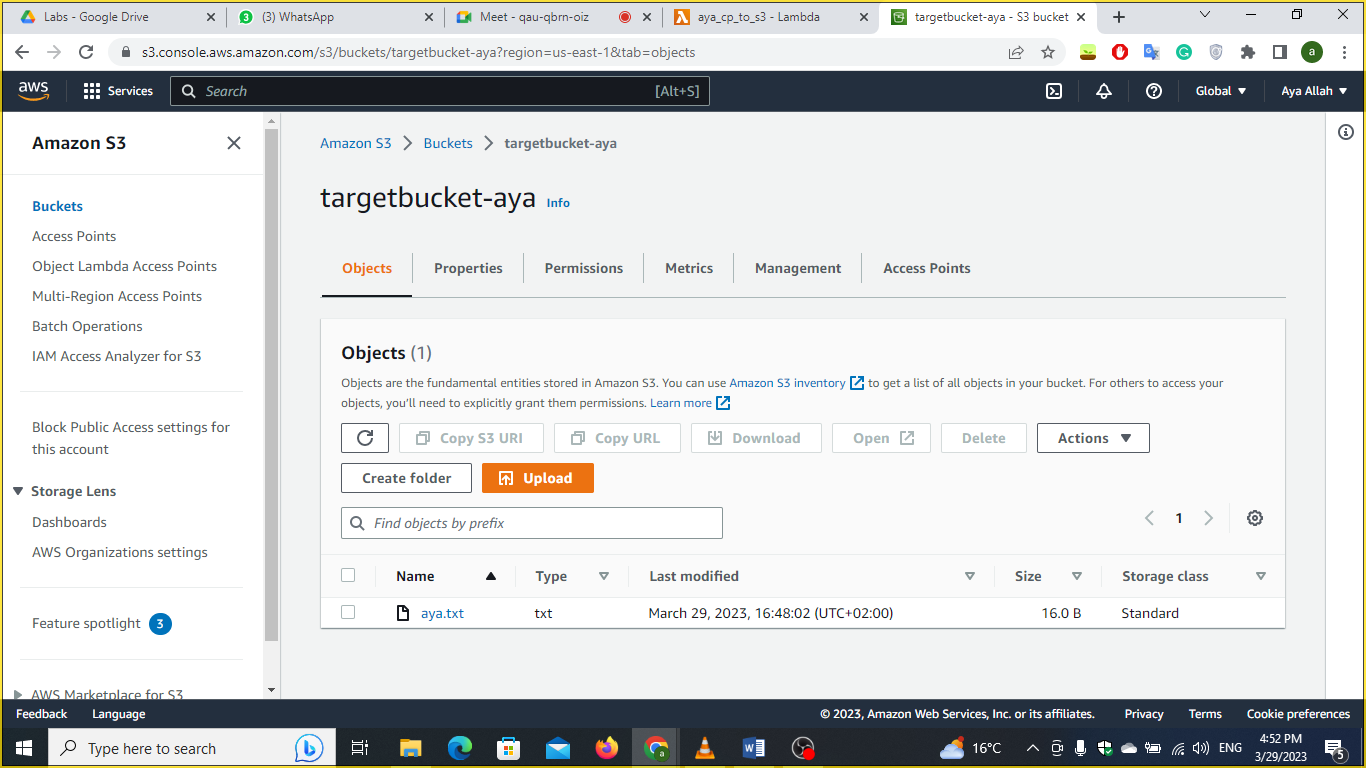 Labs - Google Drive
(3) WhatsApp
Meet - qau-qbrn-oiz
aya_cp_to_s3 - Lambda
targetbucket-aya - S3 bucket
s3.console.aws.amazon.com/s3/buckets/targetbucket-aya?region=us-east-1&tab=objects
a
aws
Services
Search
[Alt+S]
Global
Aya Allah
Amazon S3
Buckets
Access Points
Object Lambda Access Points
Multi-Region Access Points
Batch Operations
IAM Access Analyzer for S3
Block Public Access settings for
this account
Storage Lens
Dashboards
AWS Organizations settings
Feature spotlight 3
AWS Marketplace for S3
Amazon S3 > Buckets > targetbucket-aya
targetbucket-aya Info
Objects Properties Permissions Metrics Management Access Points
Objects (1)
Objects are the fundamental entities stored in Amazon S3. You can use Amazon S3 inventory to get a list of all objects in your bucket. For others to access your
objects, you'll need to explicitly grant them permissions. Learn more
Copy S3 URI Copy URL Download Open Delete Actions
Create folder Upload
Find objects by prefix
1
Name Type Last modified Size Storage class
aya.txt txt March 29, 2023, 16:48:02 (UTC+02:00) 16.0 B Standard
Feedback Language © 2023, Amazon Web Services, Inc. or its affiliates. Privacy Terms Cookie preferences
Type here to search
16°C
ENG
4:52 PM
3/29/2023
5